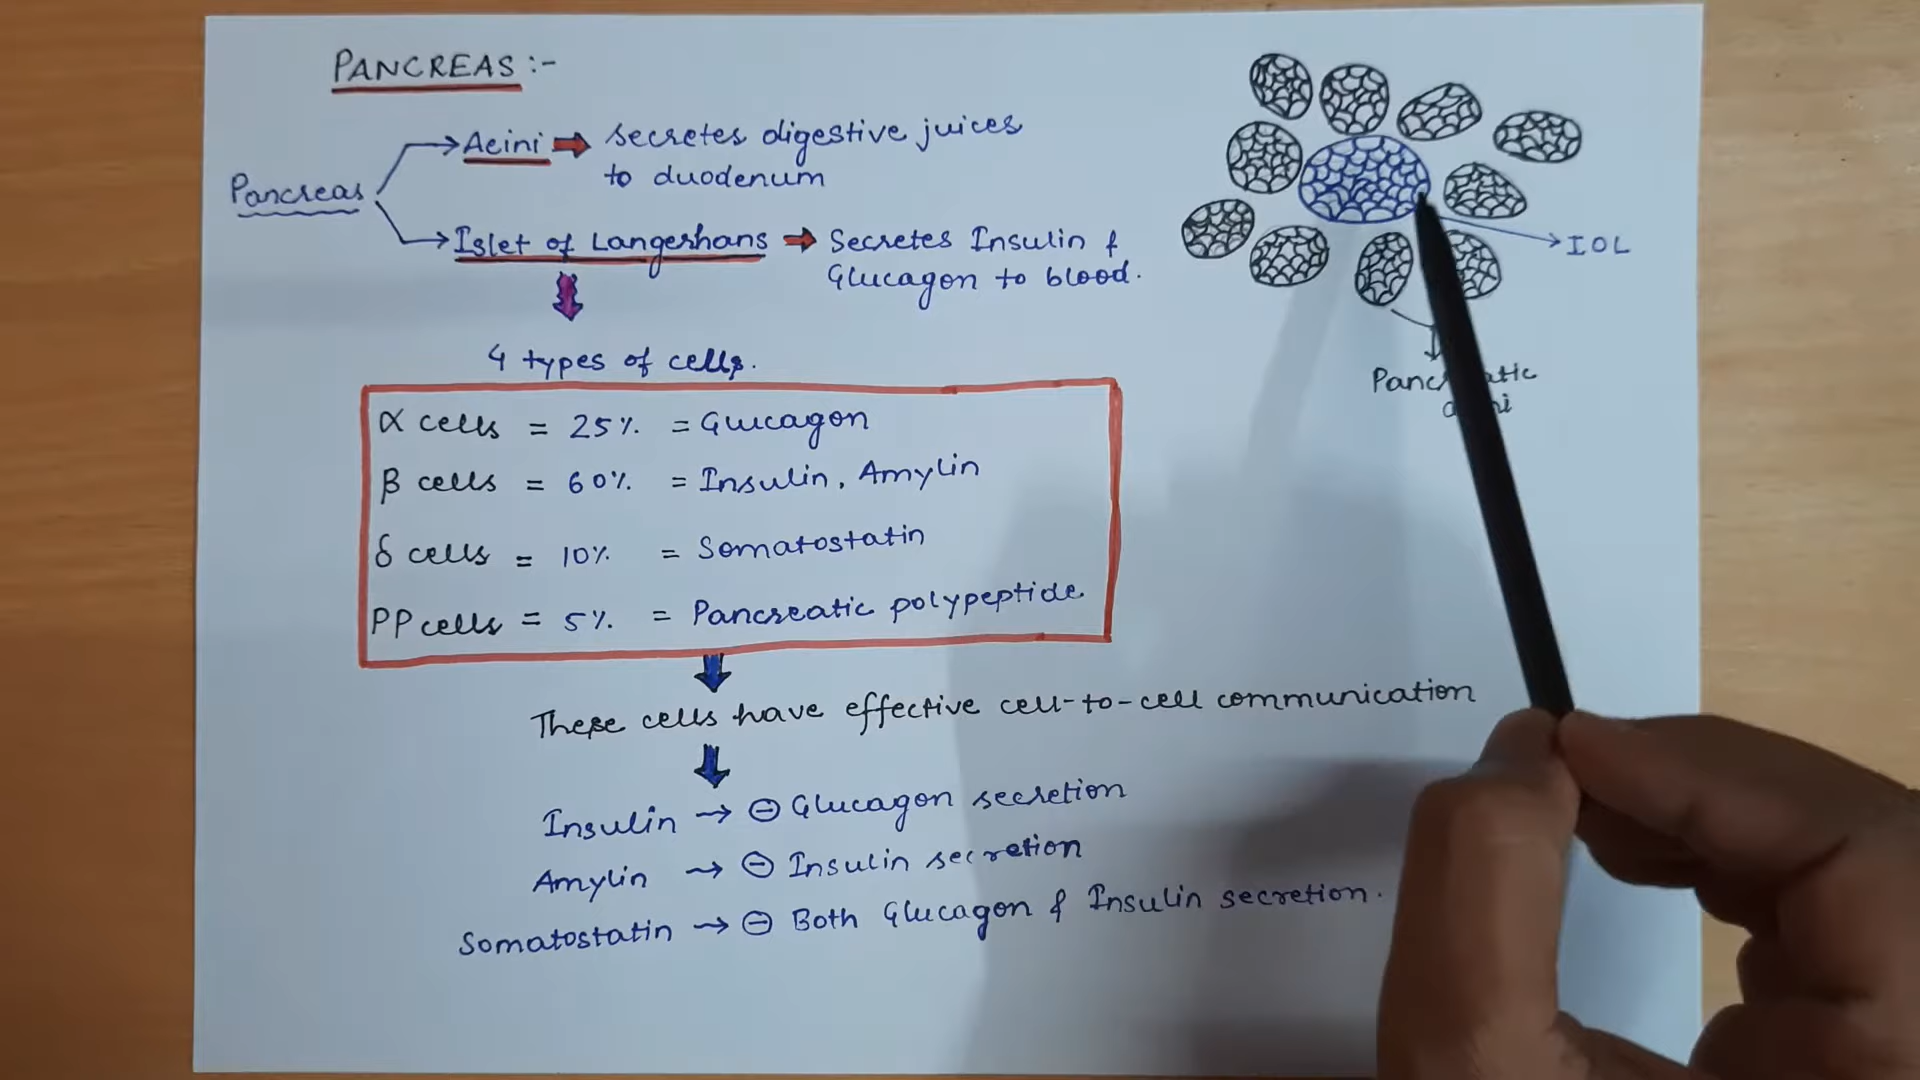 PANCREAS :-
Pancreas
Acini → secretes digestive juices
to duodenum
Islet of Langerhans → Secretes Insulin &
Glucagon to blood.
4 types of cells.
α cells = 25% = Glucagon
β cells = 60% = Insulin, Amylin
δ cells = 10% = Somatostatin
PP cells = 5% = Pancreatic polypeptide
These cells have effective cell-to-cell communication
Insulin → ⊖ Glucagon secretion
Amylin → ⊖ Insulin secretion
Somatostatin → ⊖ Both Glucagon & Insulin secretion.
IOL